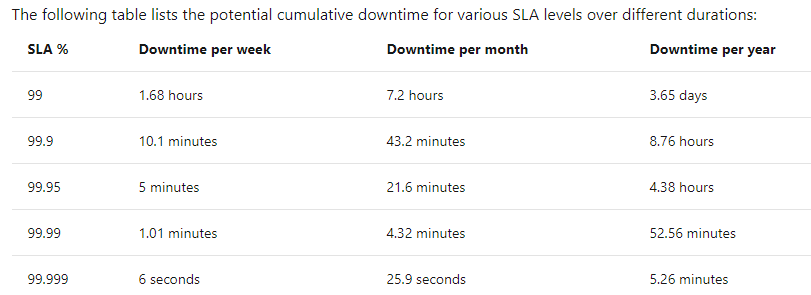 The following table lists the potential cumulative downtime for various SLA levels over different durations:
SLA % Downtime per week Downtime per month Downtime per year
99 1.68 hours 7.2 hours 3.65 days
99.9 10.1 minutes 43.2 minutes 8.76 hours
99.95 5 minutes 21.6 minutes 4.38 hours
99.99 1.01 minutes 4.32 minutes 52.56 minutes
99.999 6 seconds 25.9 seconds 5.26 minutes